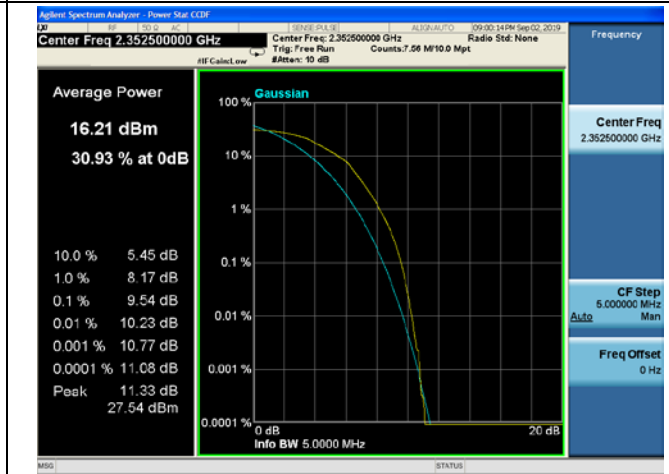 Agilent Spectrum Analyzer - Power Stat CCDF
RF 50 Ω AC SENSE:PULSE ALIGNAUTO 09:00:14 PM Sep 02, 2019
Center Freq 2.352500000 GHz
Center Freq: 2.352500000 GHz Radio Std: None
Trig: Free Run Counts:7.56 M/10.0 Mpt
#IFGain:Low #Atten: 10 dB
Frequency
Average Power
16.21 dBm
30.93 % at 0dB
10.0 % 5.45 dB
1.0 % 8.17 dB
0.1 % 9.54 dB
0.01 % 10.23 dB
0.001 % 10.77 dB
0.0001 % 11.08 dB
Peak 11.33 dB
27.54 dBm
Gaussian
100 %
10 %
1 %
0.1 %
0.01 %
0.001 %
0.0001 %
0 dB 20 dB
Info BW 5.0000 MHz
Center Freq
2.352500000 GHz
CF Step
5.000000 MHz
Auto Man
Freq Offset
0 Hz
MSG STATUS